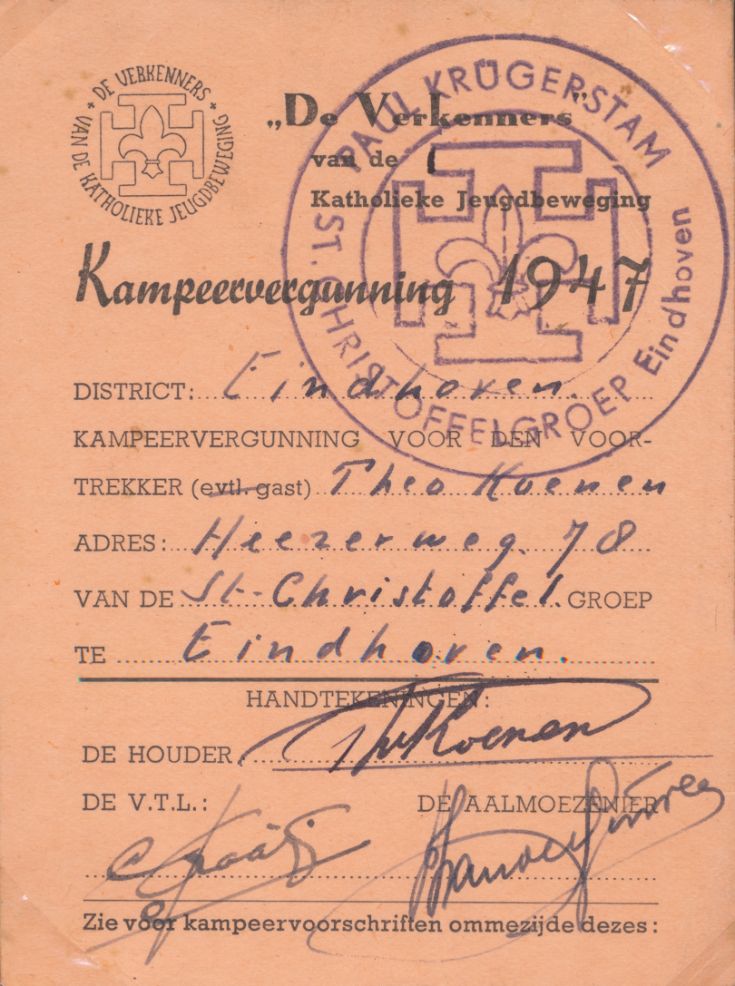 DE VERKENNERS
VAN DE KATHOLIEKE JEUGDBEWEGING
„De Verkenners”
van de
Katholieke Jeugdbeweging
PAUL KRÜGERSTAM
ST. CHRISTOFFELGROEP Eindhoven
Kampeervergunning 1947
DISTRICT: Eindhoven.
KAMPEERVERGUNNING VOOR DEN VOOR-
TREKKER (evtl. gast) Theo Koenen
ADRES: Heezerweg. 78
VAN DE St-Christoffel. GROEP
TE Eindhoven.
HANDTEKENINGEN:
DE HOUDER Th Koenen
DE V.T.L.: DE AALMOEZENIER
Zie voor kampeervoorschriften ommezijde dezes: